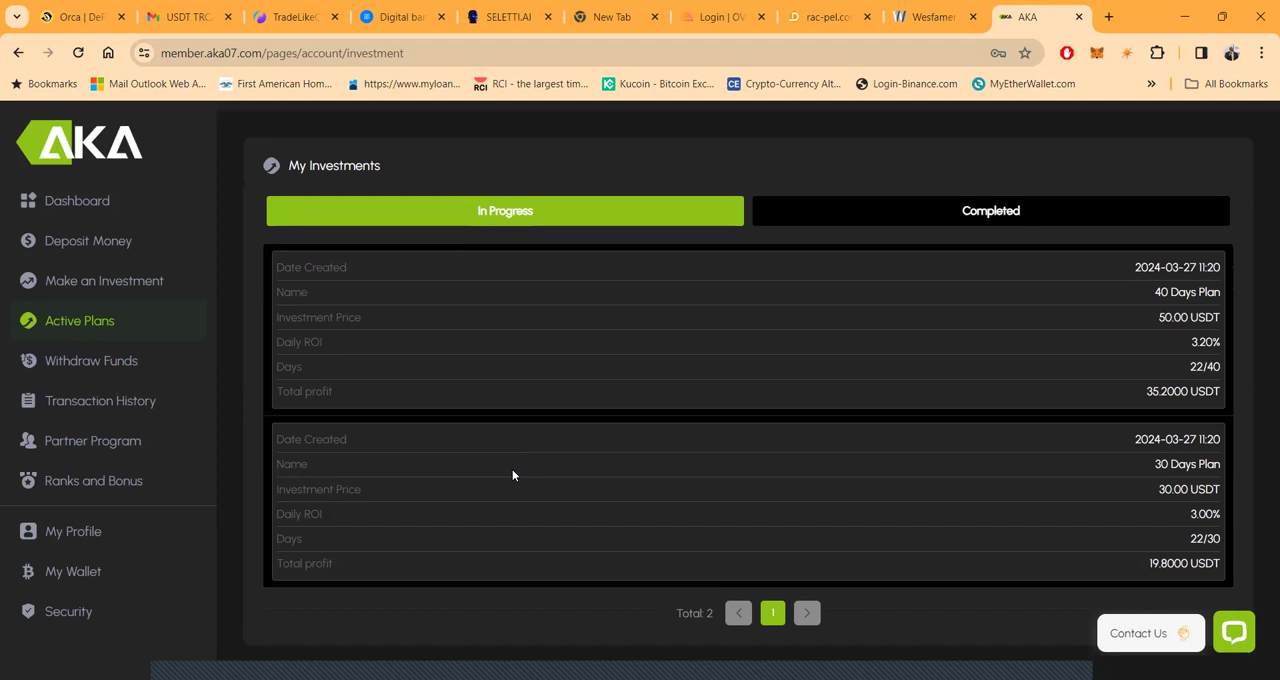 Orca | DeF
USDT TRC
TradeLikeC
Digital ba
SELETTI.AI
New Tab
Login | OV
rac-pel.co
Wesfamer
AKA
member.aka07.com/pages/account/investment
Bookmarks
Mail Outlook Web A...
First American Hom...
https://www.myloan...
RCI - the largest tim...
Kucoin - Bitcoin Exc...
Crypto-Currency Alt...
Login-Binance.com
MyEtherWallet.com
All Bookmarks
AKA
Dashboard
Deposit Money
Make an Investment
Active Plans
Withdraw Funds
Transaction History
Partner Program
Ranks and Bonus
My Profile
My Wallet
Security
My Investments
In Progress
Completed
Date Created 2024-03-27 11:20
Name 40 Days Plan
Investment Price 50.00 USDT
Daily ROI 3.20%
Days 22/40
Total profit 35.2000 USDT
Date Created 2024-03-27 11:20
Name 30 Days Plan
Investment Price 30.00 USDT
Daily ROI 3.00%
Days 22/30
Total profit 19.8000 USDT
Total: 2 < 1 >
Contact Us